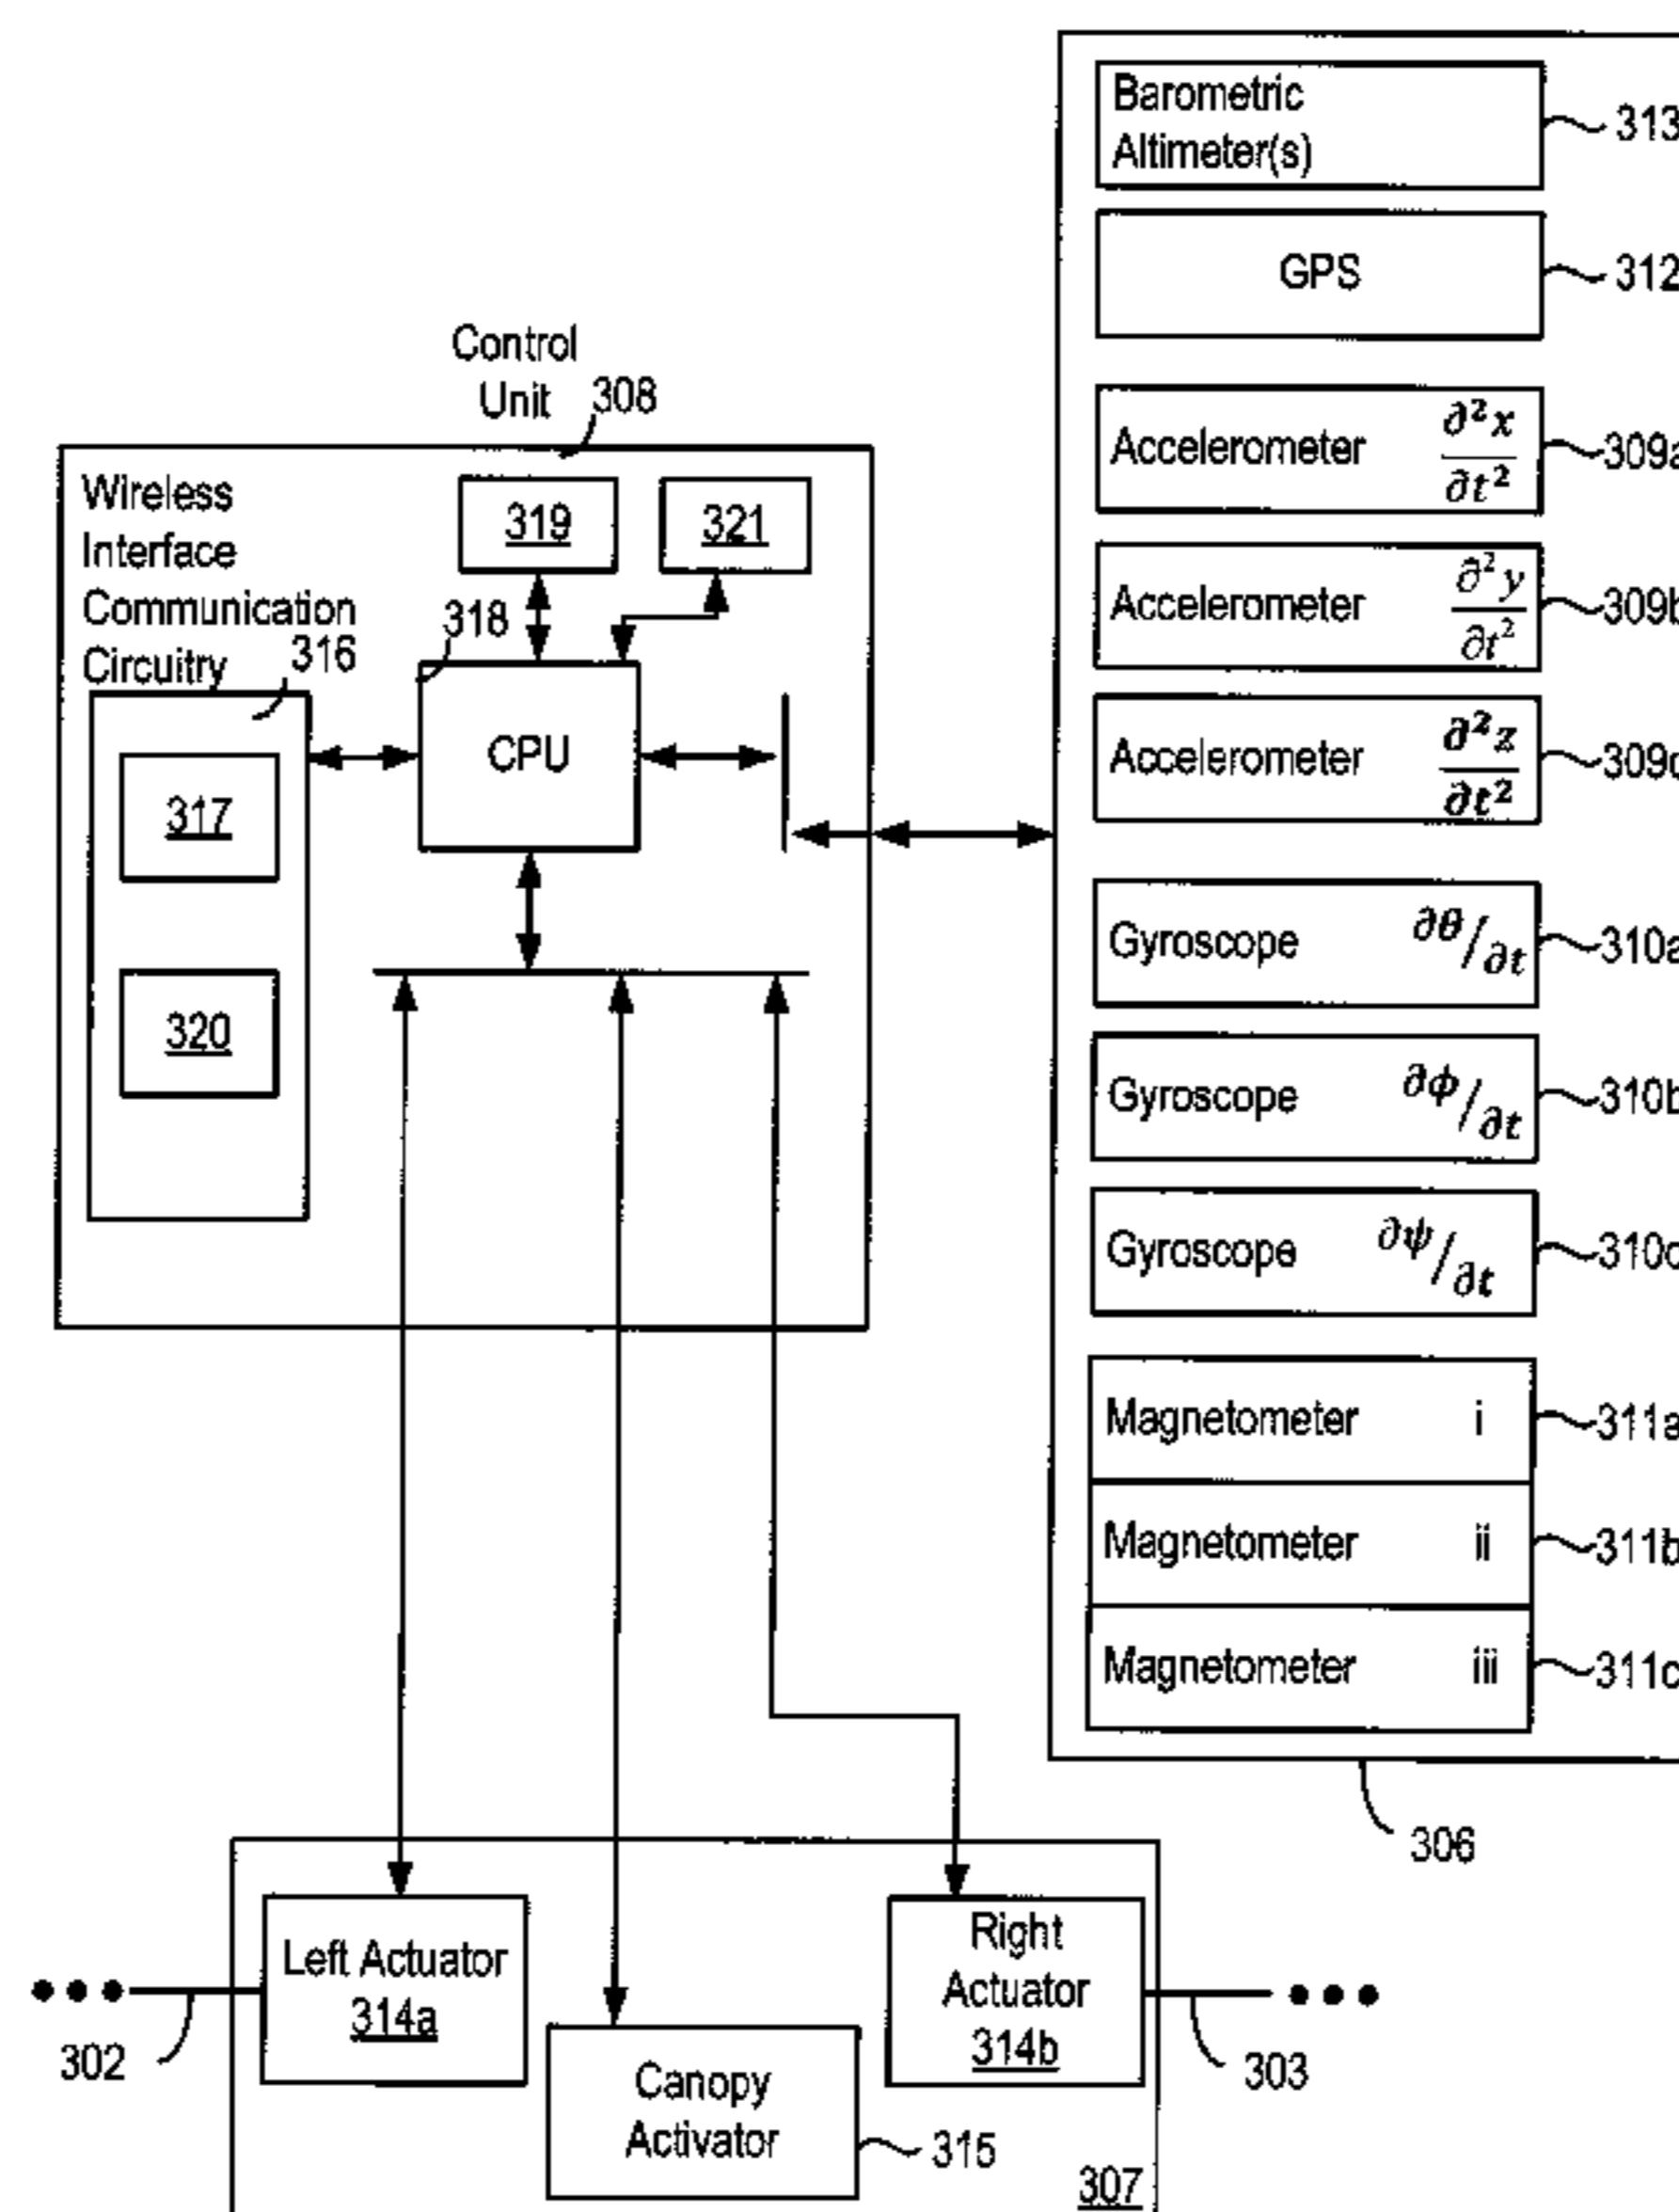 Barometric
Altimeter(s)
313
GPS
312
Control
Unit
308
Wireless
Interface
Communication
Circuitry
316
319
321
318
CPU
317
320
Accelerometer ∂²x/∂t²
309a
Accelerometer ∂²y/∂t²
309b
Accelerometer ∂²z/∂t²
309c
Gyroscope ∂θ/∂t
310a
Gyroscope ∂ϕ/∂t
310b
Gyroscope ∂ψ/∂t
310c
Magnetometer i
311a
Magnetometer ii
311b
Magnetometer iii
311c
306
Left Actuator
314a
302
Canopy
Activator
315
Right
Actuator
314b
303
307